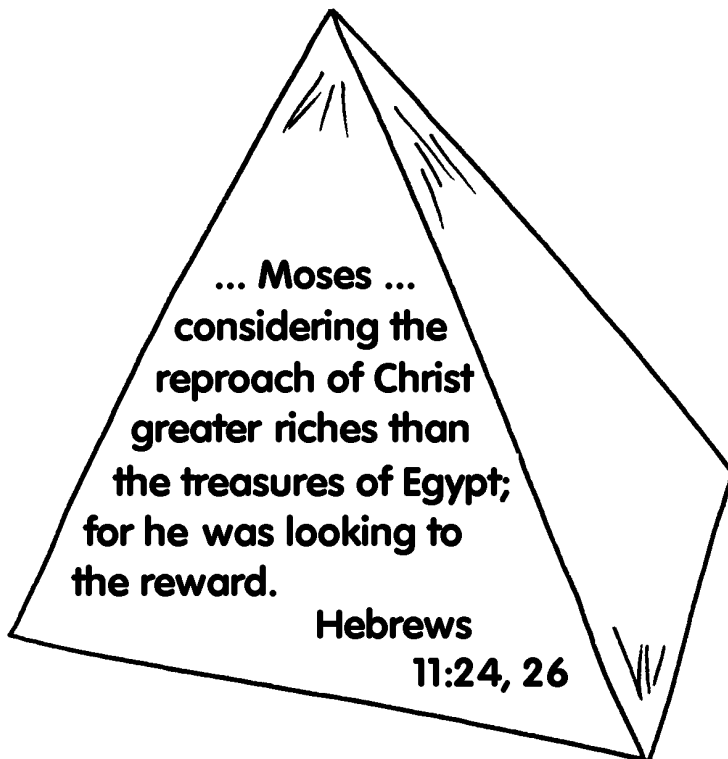 ... Moses ...
considering the
reproach of Christ
greater riches than
the treasures of Egypt;
for he was looking to
the reward.
Hebrews
11:24, 26